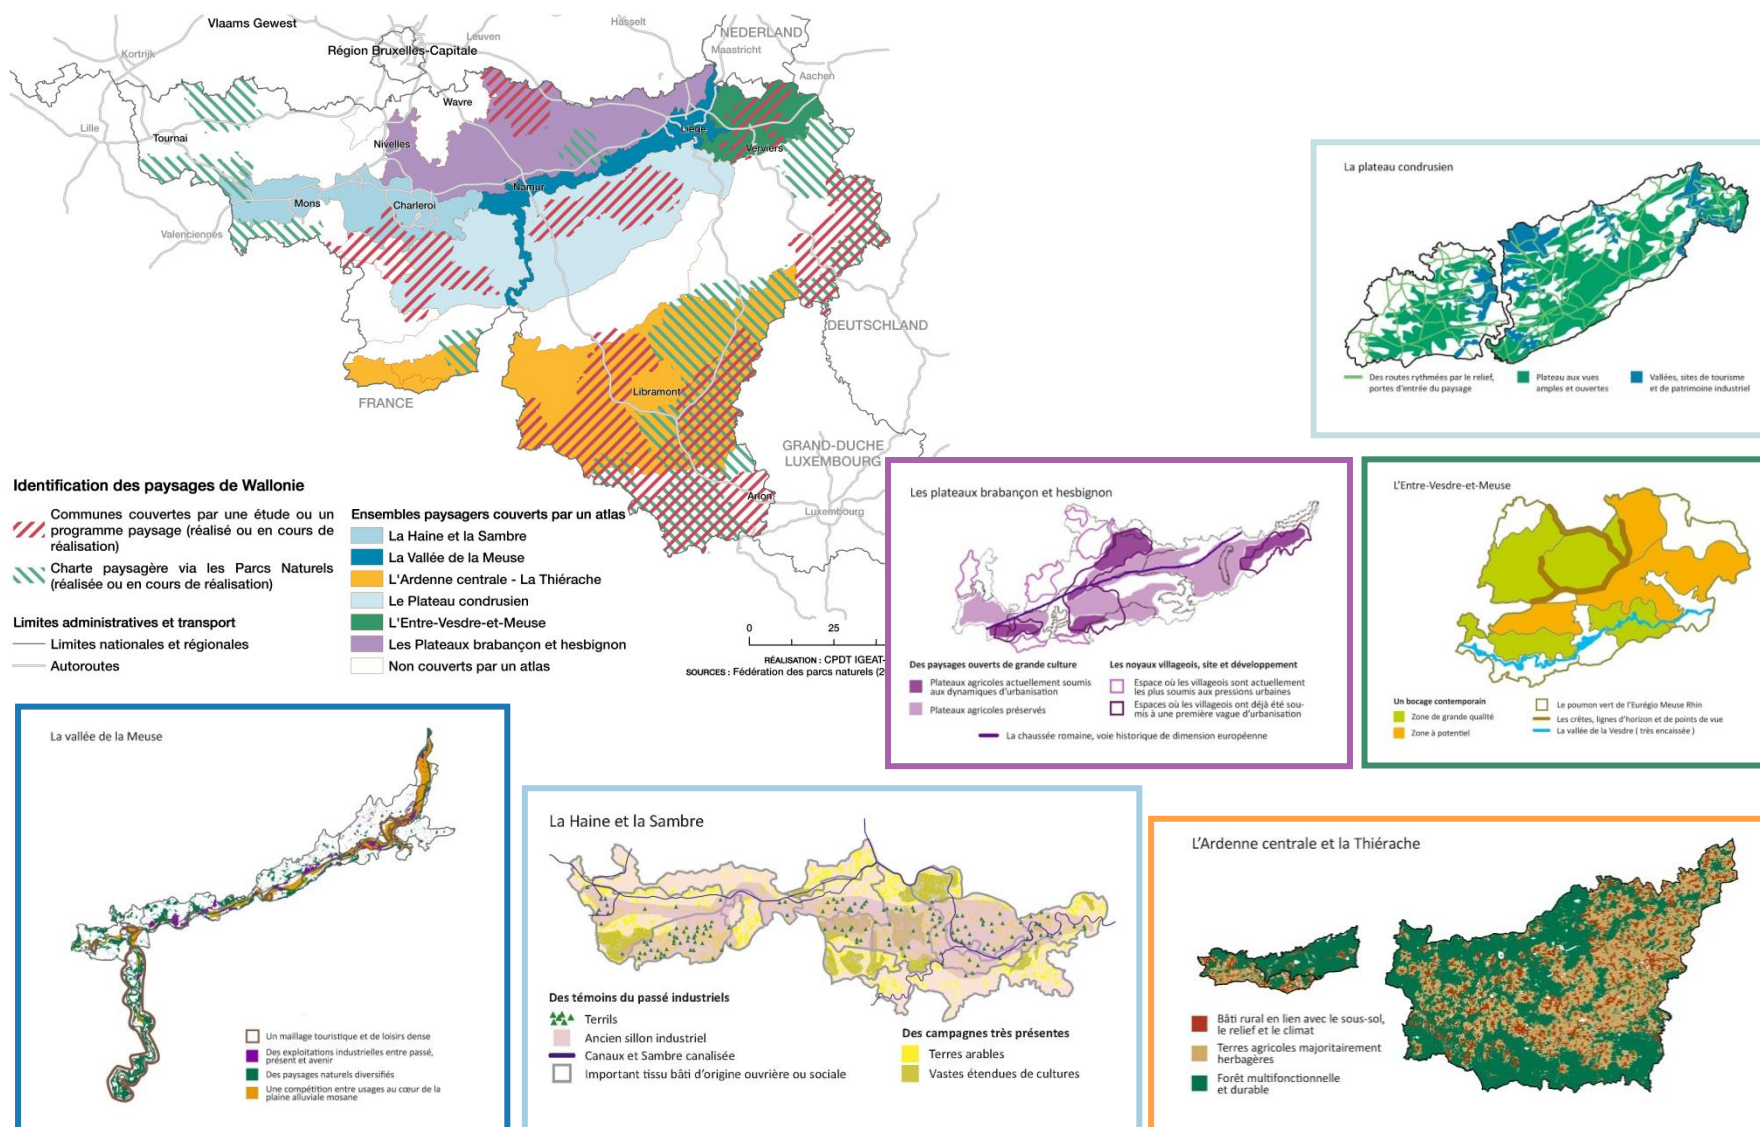 Vlaams Gewest
Hasselt
NEDERLAND
Leuven
Région Bruxelles-Capitale
Maastricht
Kortrijk
Aachen
Wavre
Lille
Tournai
Liège
Nivelles
Verviers
Namur
Mons
Charleroi
Valenciennes
DEUTSCHLAND
Libramont
FRANCE
GRAND-DUCHE
LUXEMBOURG
Arlon
Luxembourg
Identification des paysages de Wallonie
Communes couvertes par une étude ou un
programme paysage (réalisé ou en cours de
réalisation)
Charte paysagère via les Parcs Naturels
(réalisée ou en cours de réalisation)
Limites administratives et transport
Limites nationales et régionales
Autoroutes
Ensembles paysagers couverts par un atlas
La Haine et la Sambre
La Vallée de la Meuse
L'Ardenne centrale - La Thiérache
Le Plateau condrusien
L'Entre-Vesdre-et-Meuse
Les Plateaux brabançon et hesbignon
Non couverts par un atlas
0 25
RÉALISATION : CPDT IGEAT-
SOURCES : Fédération des parcs naturels (2
La plateau condrusien
Des routes rythmées par le relief,
portes d'entrée du paysage
Plateau aux vues
amples et ouvertes
Vallées, sites de tourisme
et de patrimoine industriel
Les plateaux brabançon et hesbignon
Des paysages ouverts de grande culture
Plateaux agricoles actuellement soumis
aux dynamiques d'urbanisation
Plateaux agricoles préservés
Les noyaux villageois, site et développement
Espace où les villageois sont actuellement
les plus soumis aux pressions urbaines
Espaces où les villageois ont déjà été sou-
mis à une première vague d'urbanisation
La chaussée romaine, voie historique de dimension européenne
L'Entre-Vesdre-et-Meuse
Un bocage contemporain
Zone de grande qualité
Zone à potentiel
Le poumon vert de l'Eurégio Meuse Rhin
Les crêtes, lignes d'horizon et de points de vue
La vallée de la Vesdre ( très encaissée )
La vallée de la Meuse
Un maillage touristique et de loisirs dense
Des exploitations industrielles entre passé,
présent et avenir
Des paysages naturels diversifiés
Une compétition entre usages au cœur de la
plaine alluviale mosane
La Haine et la Sambre
Des témoins du passé industriels
Terrils
Ancien sillon industriel
Canaux et Sambre canalisée
Important tissu bâti d'origine ouvrière ou sociale
Des campagnes très présentes
Terres arables
Vastes étendues de cultures
L'Ardenne centrale et la Thiérache
Bâti rural en lien avec le sous-sol,
le relief et le climat
Terres agricoles majoritairement
herbagères
Forêt multifonctionnelle
et durable